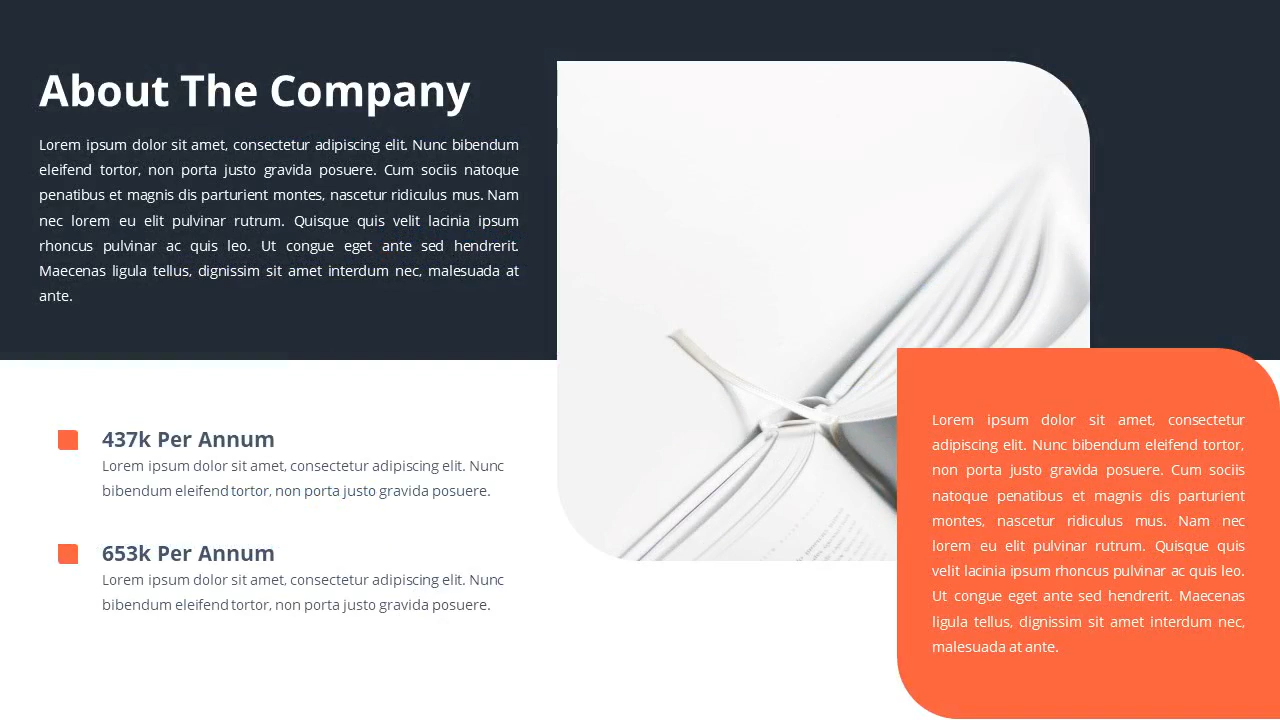 About The Company
Lorem ipsum dolor sit amet, consectetur adipiscing elit. Nunc bibendum
eleifend tortor, non porta justo gravida posuere. Cum sociis natoque
penatibus et magnis dis parturient montes, nascetur ridiculus mus. Nam
nec lorem eu elit pulvinar rutrum. Quisque quis velit lacinia ipsum
rhoncus pulvinar ac quis leo. Ut congue eget ante sed hendrerit.
Maecenas ligula tellus, dignissim sit amet interdum nec, malesuada at
ante.
437k Per Annum
Lorem ipsum dolor sit amet, consectetur adipiscing elit. Nunc
bibendum eleifend tortor, non porta justo gravida posuere.
653k Per Annum
Lorem ipsum dolor sit amet, consectetur adipiscing elit. Nunc
bibendum eleifend tortor, non porta justo gravida posuere.
Lorem ipsum dolor sit amet, consectetur
adipiscing elit. Nunc bibendum eleifend tortor,
non porta justo gravida posuere. Cum sociis
natoque penatibus et magnis dis parturient
montes, nascetur ridiculus mus. Nam nec
lorem eu elit pulvinar rutrum. Quisque quis
velit lacinia ipsum rhoncus pulvinar ac quis leo.
Ut congue eget ante sed hendrerit. Maecenas
ligula tellus, dignissim sit amet interdum nec,
malesuada at ante.